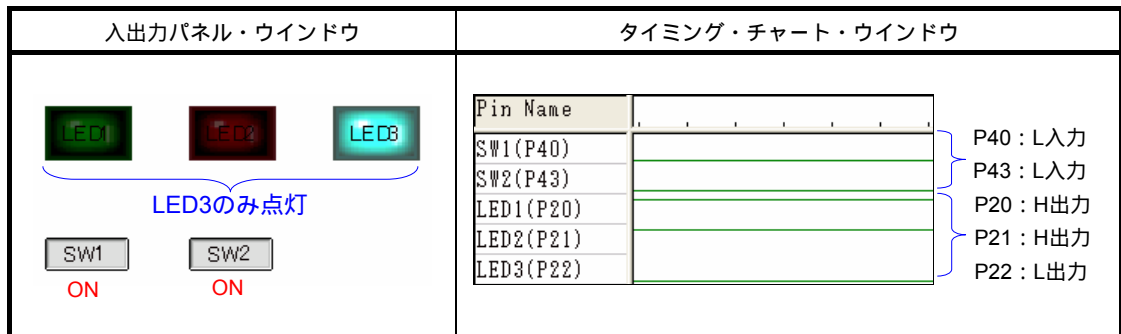 入出力パネル・ウインドウ
タイミング・チャート・ウインドウ
LED1
LED2
LED3
LED3のみ点灯
SW1
SW2
ON
ON
Pin Name
SW1(P40)
SW2(P43)
LED1(P20)
LED2(P21)
LED3(P22)
P40：L入力
P43：L入力
P20：H出力
P21：H出力
P22：L出力